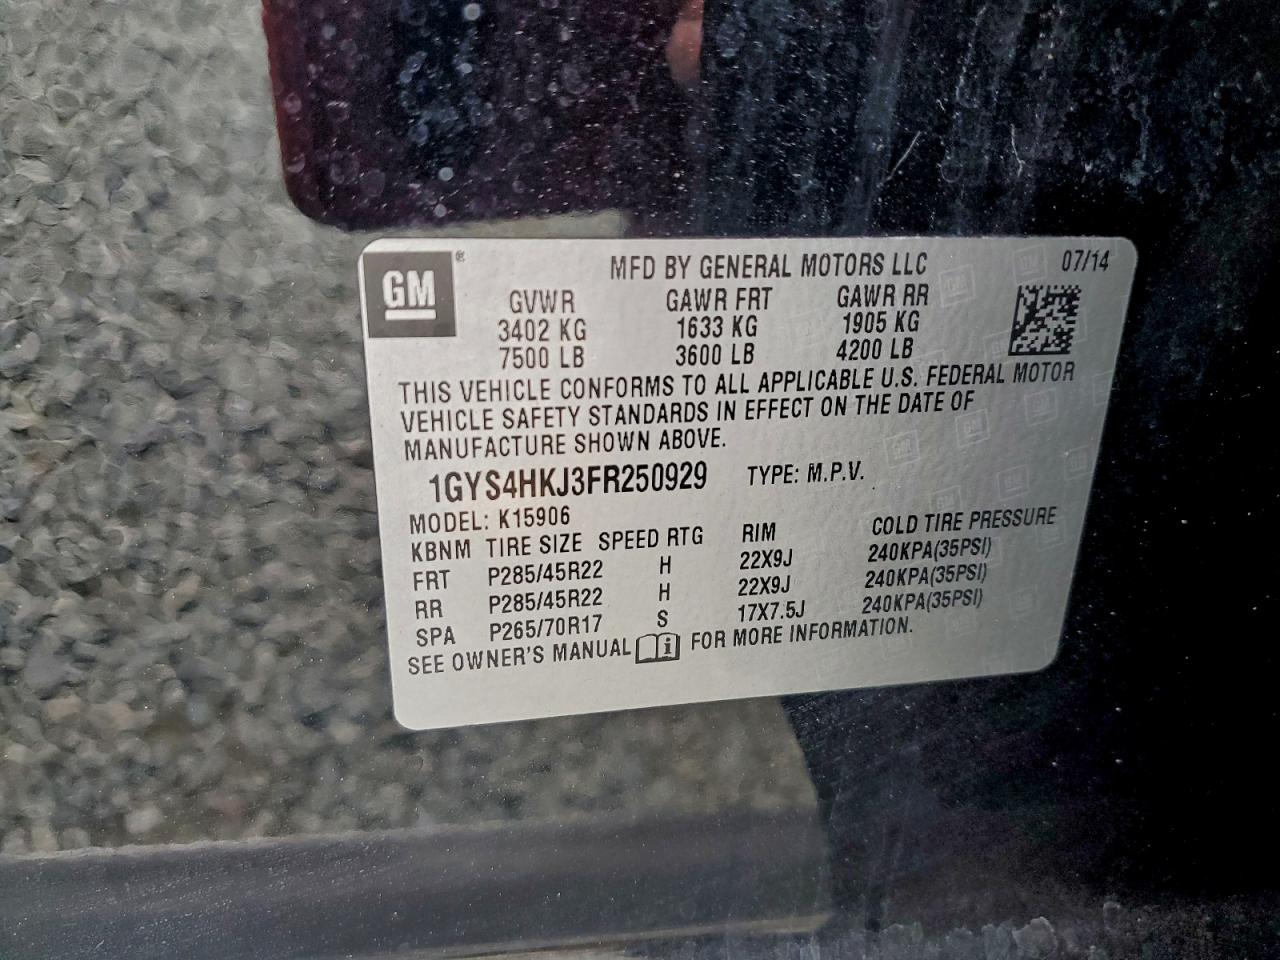 GM ®
MFD BY GENERAL MOTORS LLC 07/14
GVWR GAWR FRT GAWR RR
3402 KG 1633 KG 1905 KG
7500 LB 3600 LB 4200 LB
THIS VEHICLE CONFORMS TO ALL APPLICABLE U.S. FEDERAL MOTOR
VEHICLE SAFETY STANDARDS IN EFFECT ON THE DATE OF
MANUFACTURE SHOWN ABOVE.
1GYS4HKJ3FR250929 TYPE: M.P.V.
MODEL: K15906
KBNM TIRE SIZE SPEED RTG RIM COLD TIRE PRESSURE
FRT P285/45R22 H 22X9J 240KPA(35PSI)
RR P285/45R22 H 22X9J 240KPA(35PSI)
SPA P265/70R17 S 17X7.5J 240KPA(35PSI)
SEE OWNER'S MANUAL i FOR MORE INFORMATION.